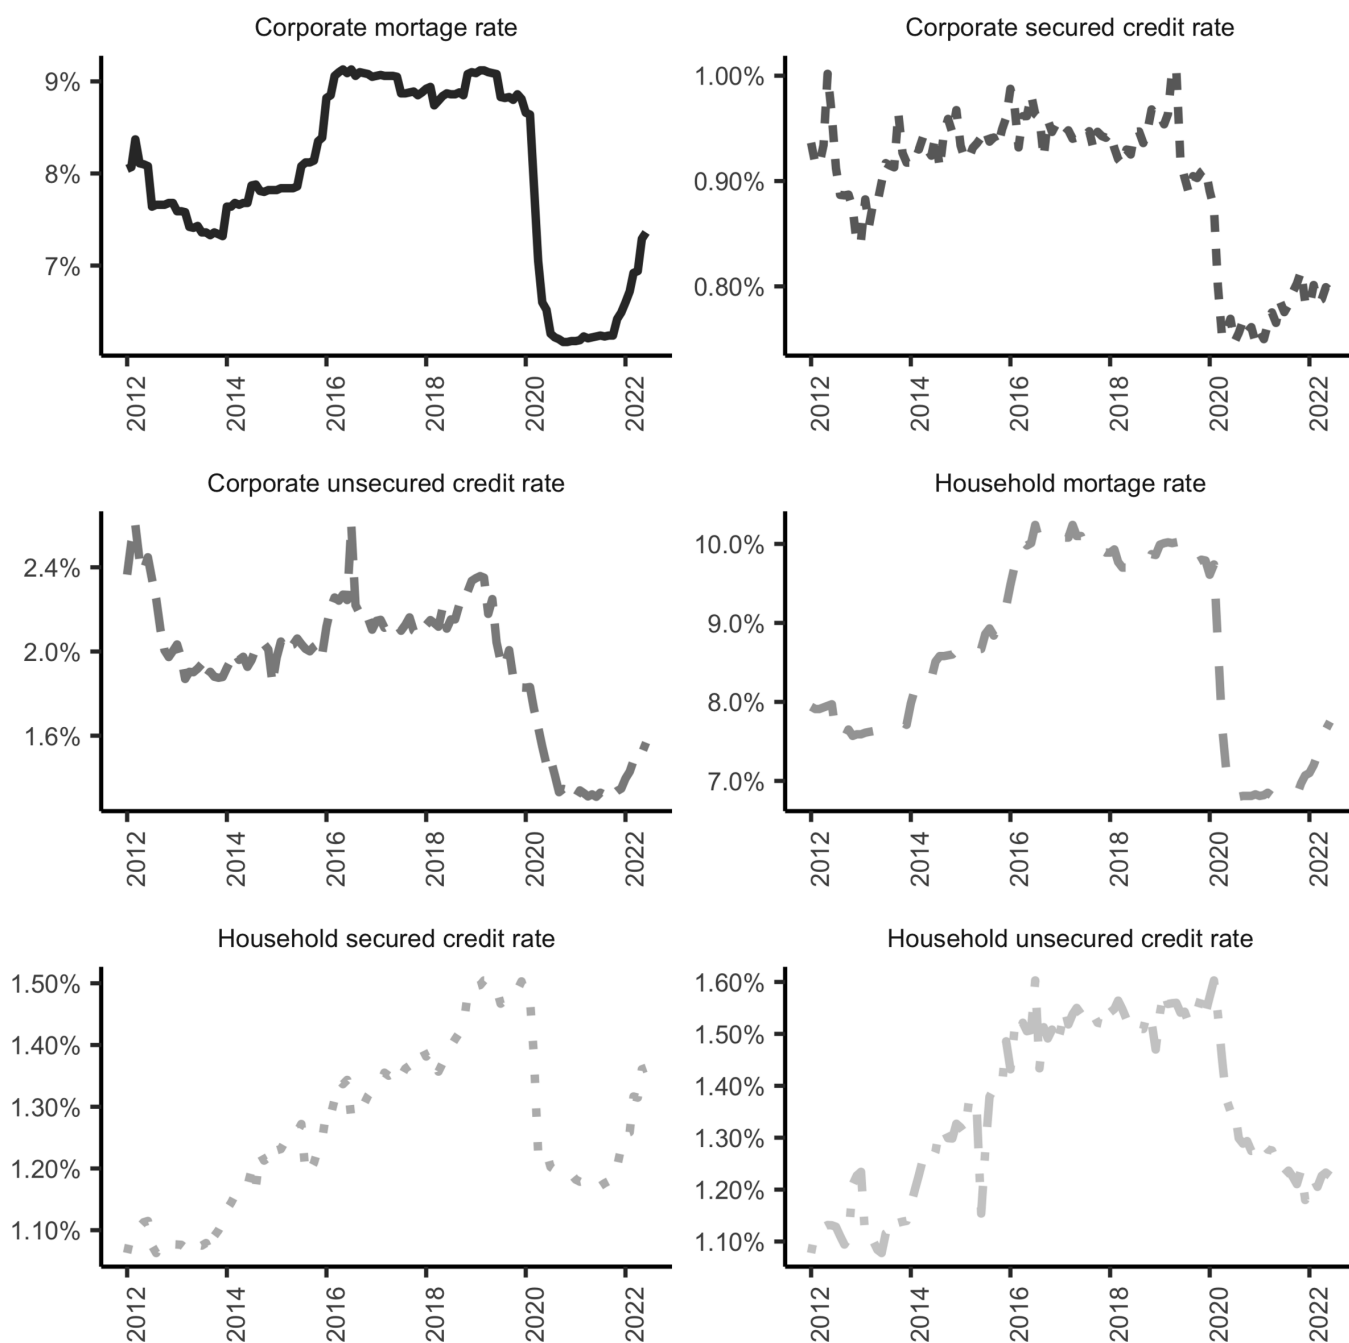 Corporate mortage rate
9%
8%
7%
2012 2014 2016 2018 2020 2022
Corporate secured credit rate
1.00%
0.90%
0.80%
2012 2014 2016 2018 2020 2022
Corporate unsecured credit rate
2.4%
2.0%
1.6%
2012 2014 2016 2018 2020 2022
Household mortage rate
10.0%
9.0%
8.0%
7.0%
2012 2014 2016 2018 2020 2022
Household secured credit rate
1.50%
1.40%
1.30%
1.20%
1.10%
2012 2014 2016 2018 2020 2022
Household unsecured credit rate
1.60%
1.50%
1.40%
1.30%
1.20%
1.10%
2012 2014 2016 2018 2020 2022